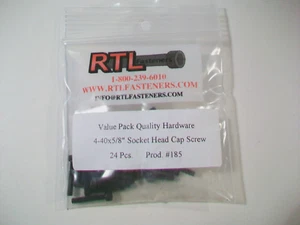 RTL
Fasteners
1-800-239-6010
RTLFASTENERS.COM
INFO@RTLFASTENERS.COM
Value Pack Quality Hardware
4-40x5/8" Socket Head Cap Screw
24 Pcs. Prod. #185